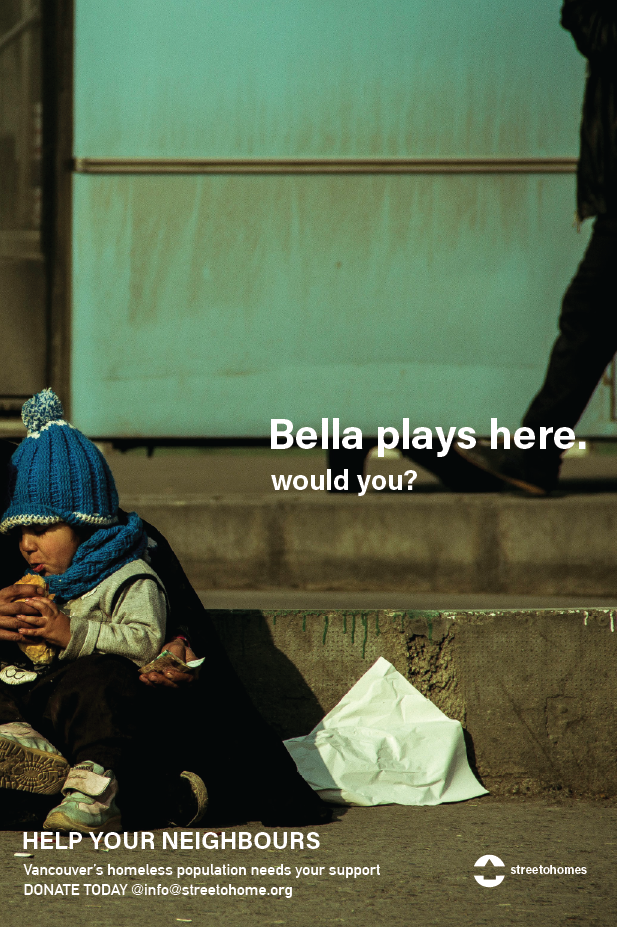 Bella plays here.
would you?
HELP YOUR NEIGHBOURS
Vancouver's homeless population needs your support
DONATE TODAY @info@streetohome.org
streetohomes